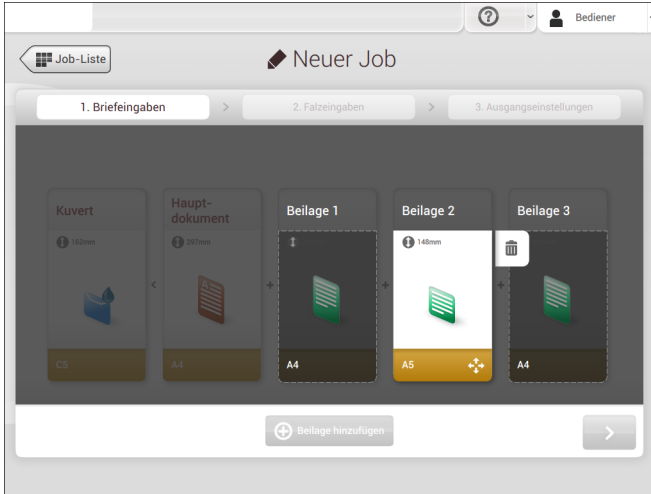 Bediener
Job-Liste
Neuer Job
1. Briefeingaben > 2. Falzeingaben > 3. Ausgangseinstellungen
Kuvert
Haupt-
dokument
Beilage 1
Beilage 2
Beilage 3
162mm
297mm
148mm
A
C5
A4
A4
A5
A4
Beilage hinzufügen